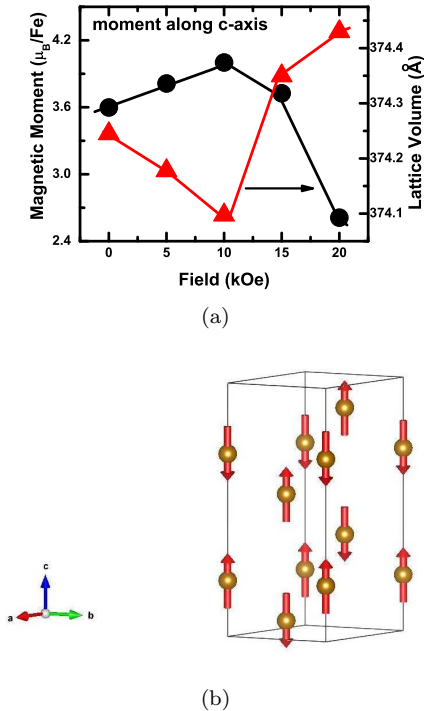 moment along c-axis
Magnetic Moment (μB/Fe)
4.2
3.6
3.0
2.4
374.4
374.3
374.2
374.1
Lattice Volume (Å)
0 5 10 15 20
Field (kOe)
(a)
c
a
b
(b)